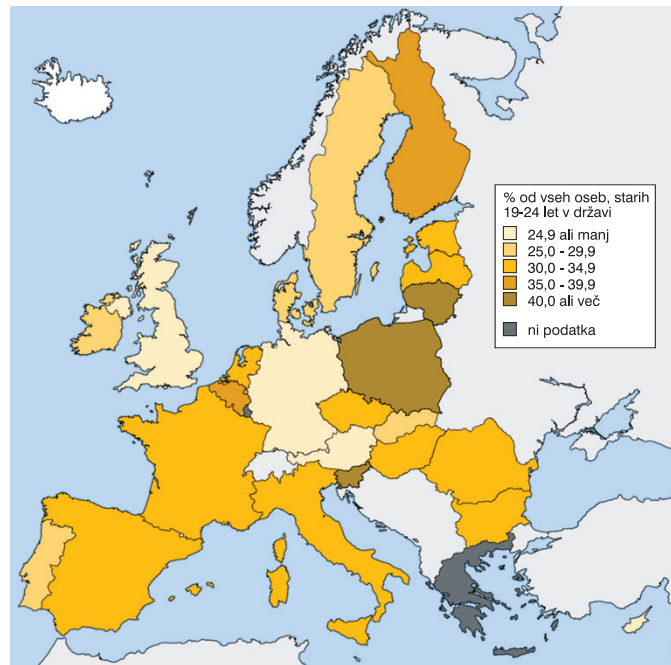 % od vseh oseb, starih
19-24 let v državi
24,9 ali manj
25,0 - 29,9
30,0 - 34,9
35,0 - 39,9
40,0 ali več
ni podatka